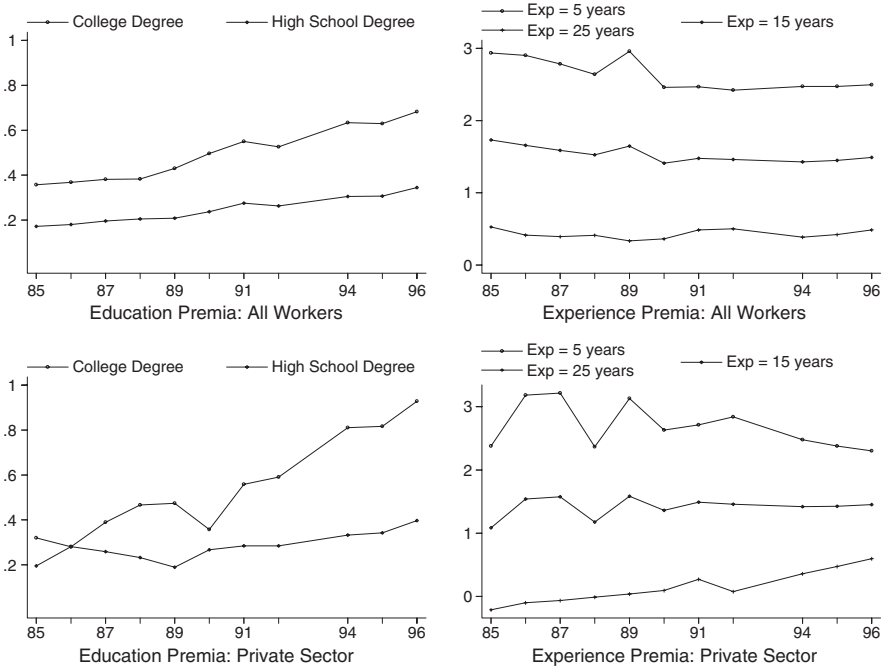 College Degree High School Degree
1
.8
.6
.4
.2
85 87 89 91 94 96
Education Premia: All Workers
Exp = 5 years Exp = 15 years
Exp = 25 years
3
2
1
0
85 87 89 91 94 96
Experience Premia: All Workers
College Degree High School Degree
1
.8
.6
.4
.2
85 87 89 91 94 96
Education Premia: Private Sector
Exp = 5 years Exp = 15 years
Exp = 25 years
3
2
1
0
85 87 89 91 94 96
Experience Premia: Private Sector